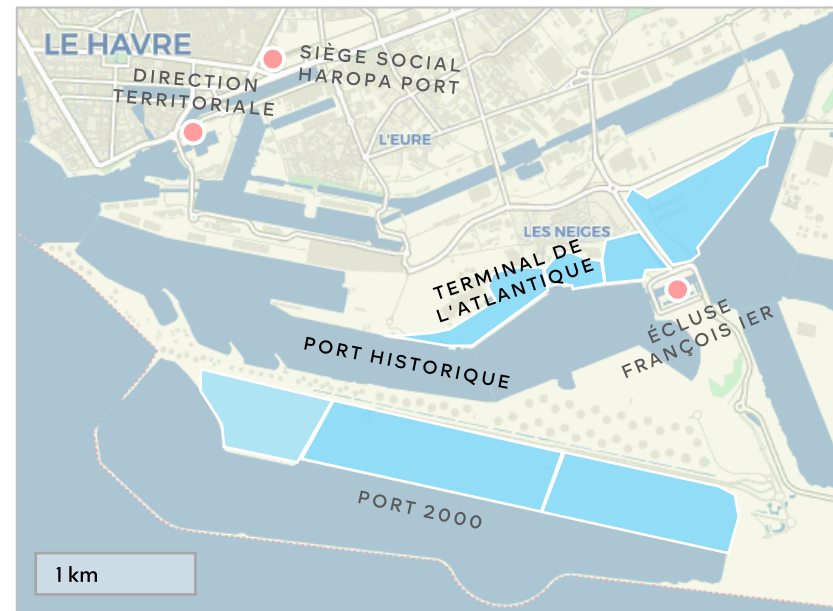 LE HAVRE
SIÈGE SOCIAL
HAROPA PORT
DIRECTION
TERRITORIALE
L'EURE
LES NEIGES
TERMINAL DE
L'ATLANTIQUE
ÉCLUSE
FRANÇOIS IER
PORT HISTORIQUE
PORT 2000
1 km